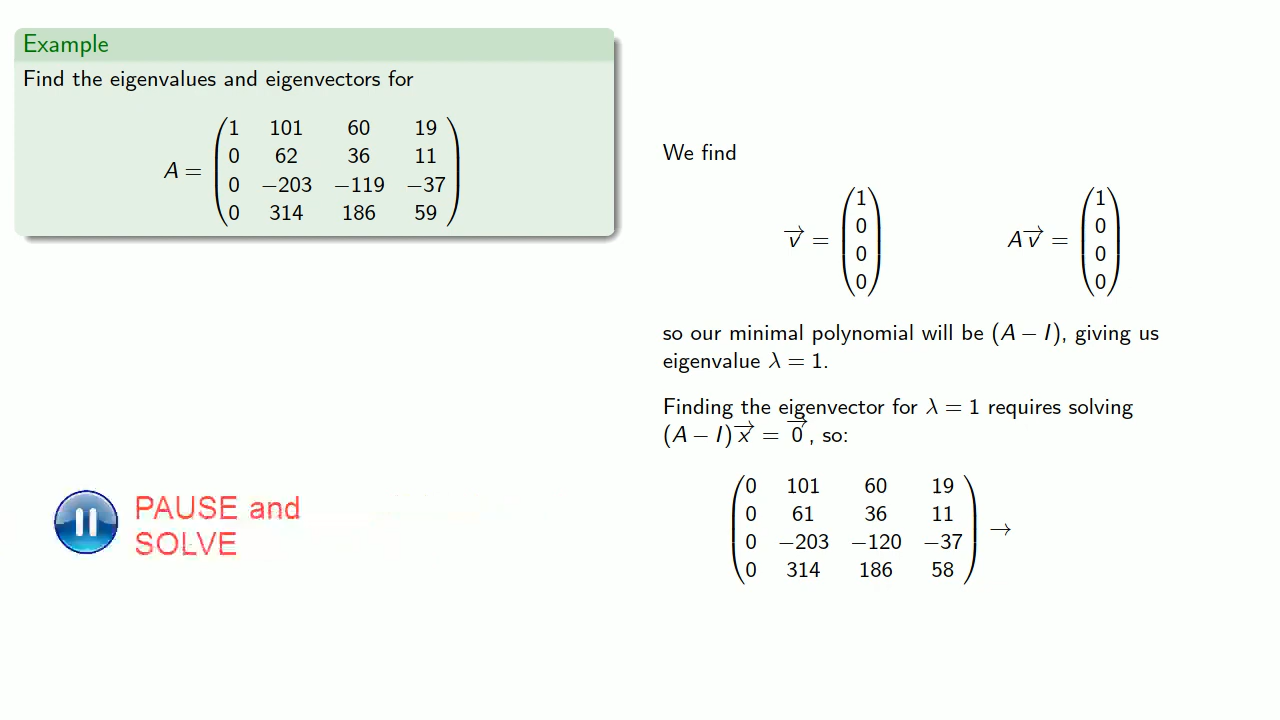 Example
Find the eigenvalues and eigenvectors for
A = 
1 101 60 19
0 62 36 11
0 −203 −119 −37
0 314 186 59
PAUSE and
SOLVE
We find
v⃗ = (1 0 0 0) A v⃗ = (1 0 0 0)
so our minimal polynomial will be (A − I), giving us
eigenvalue λ = 1.
Finding the eigenvector for λ = 1 requires solving
(A − I) x⃗ = 0⃗, so:
0 101 60 19
0 61 36 11
0 −203 −120 −37 →
0 314 186 58